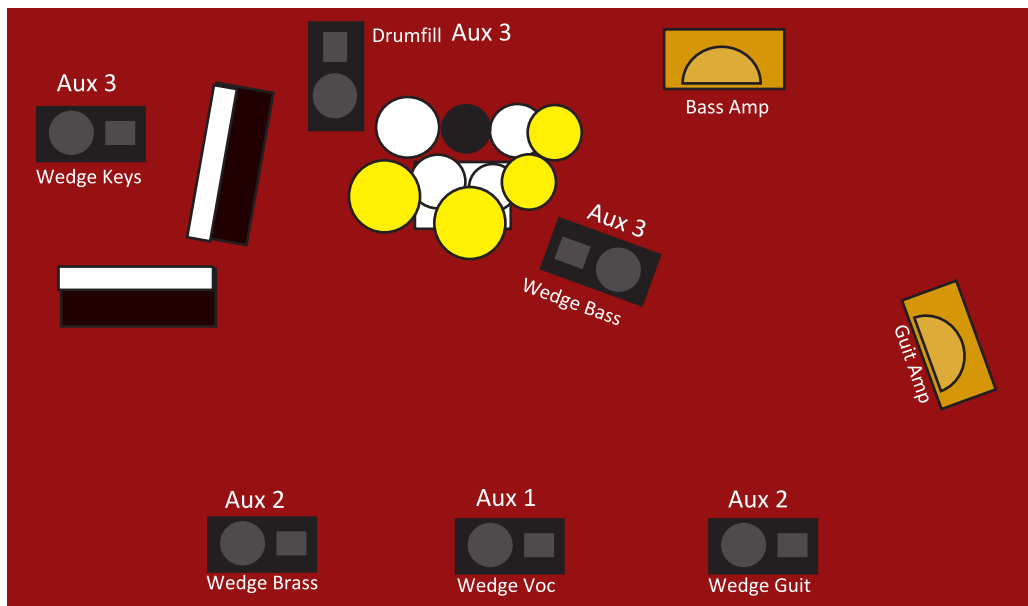 Drumfill Aux 3
Aux 3
Wedge Keys
Bass Amp
Aux 3
Wedge Bass
Guit Amp
Aux 2
Wedge Brass
Aux 1
Wedge Voc
Aux 2
Wedge Guit